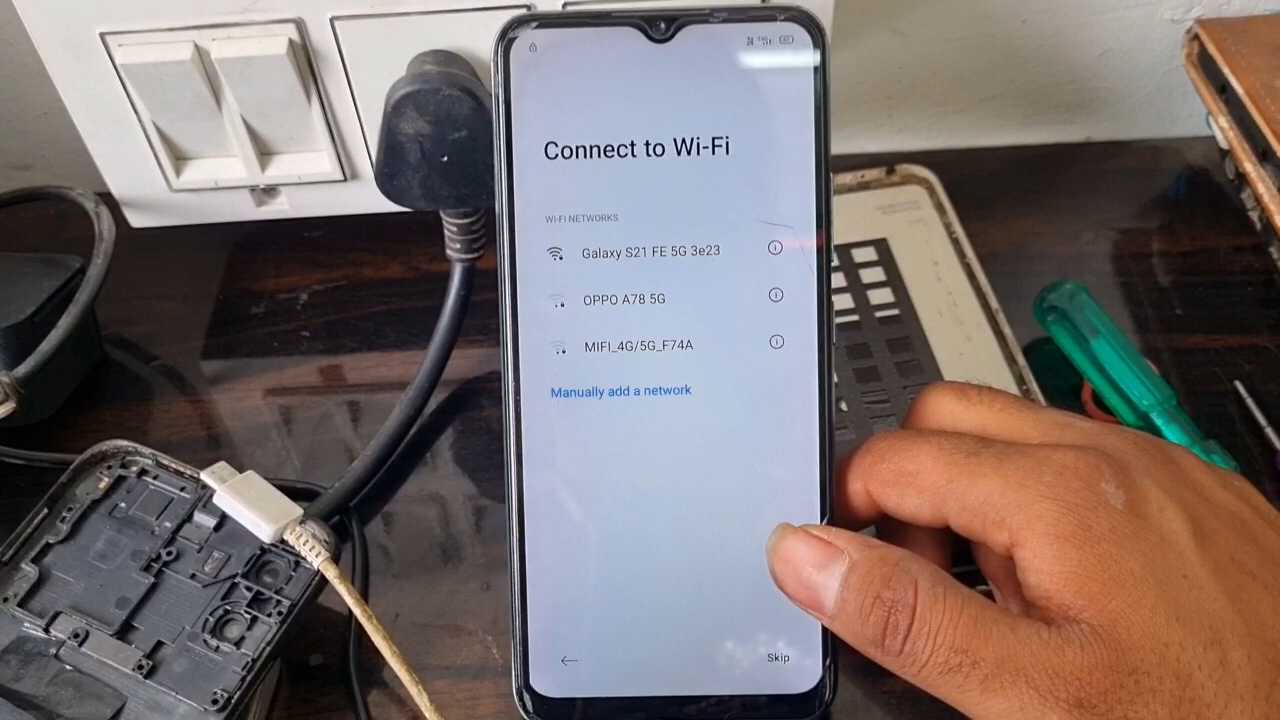 Connect to Wi-Fi
WI-FI NETWORKS
Galaxy S21 FE 5G 3e23
OPPO A78 5G
MIFI_4G/5G_F74A
Manually add a network
Skip